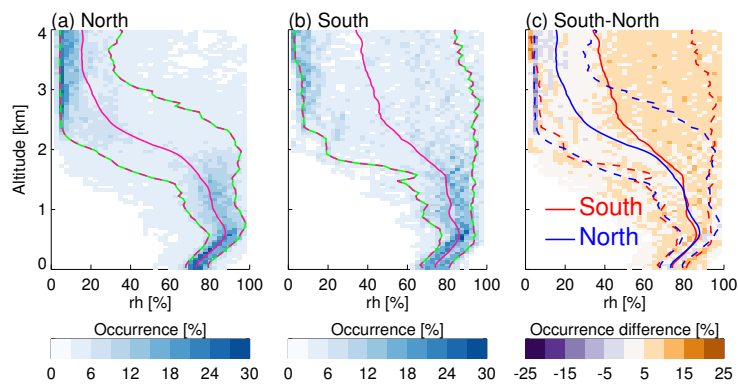 (a) North (b) South (c) South-North
Altitude [km]
4
3
2
1
0
South
North
0 20 40 60 80 0 20 40 60 80 0 20 40 60 80 100
rh [%] rh [%] rh [%]
Occurrence [%] Occurrence [%] Occurrence difference [%]
0 6 12 18 24 30 0 6 12 18 24 30 -25 -15 -5 5 15 25